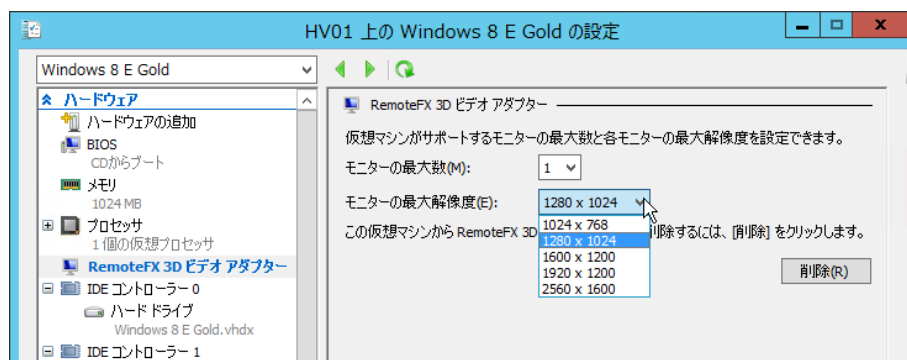 HV01 上の Windows 8 E Gold の設定
Windows 8 E Gold
ハードウェア
ハードウェアの追加
BIOS
CDからブート
メモリ
1024 MB
プロセッサ
1 個の仮想プロセッサ
RemoteFX 3D ビデオ アダプター
IDE コントローラー 0
ハード ドライブ
Windows 8 E Gold.vhdx
IDE コントローラー 1
RemoteFX 3D ビデオ アダプター
仮想マシンがサポートするモニターの最大数と各モニターの最大解像度を設定できます。
モニターの最大数(M):
1
モニターの最大解像度(E):
1280 x 1024
1024 x 768
1280 x 1024
1600 x 1200
1920 x 1200
2560 x 1600
この仮想マシンから RemoteFX 3D 削除するには、[削除] をクリックします。
削除(R)